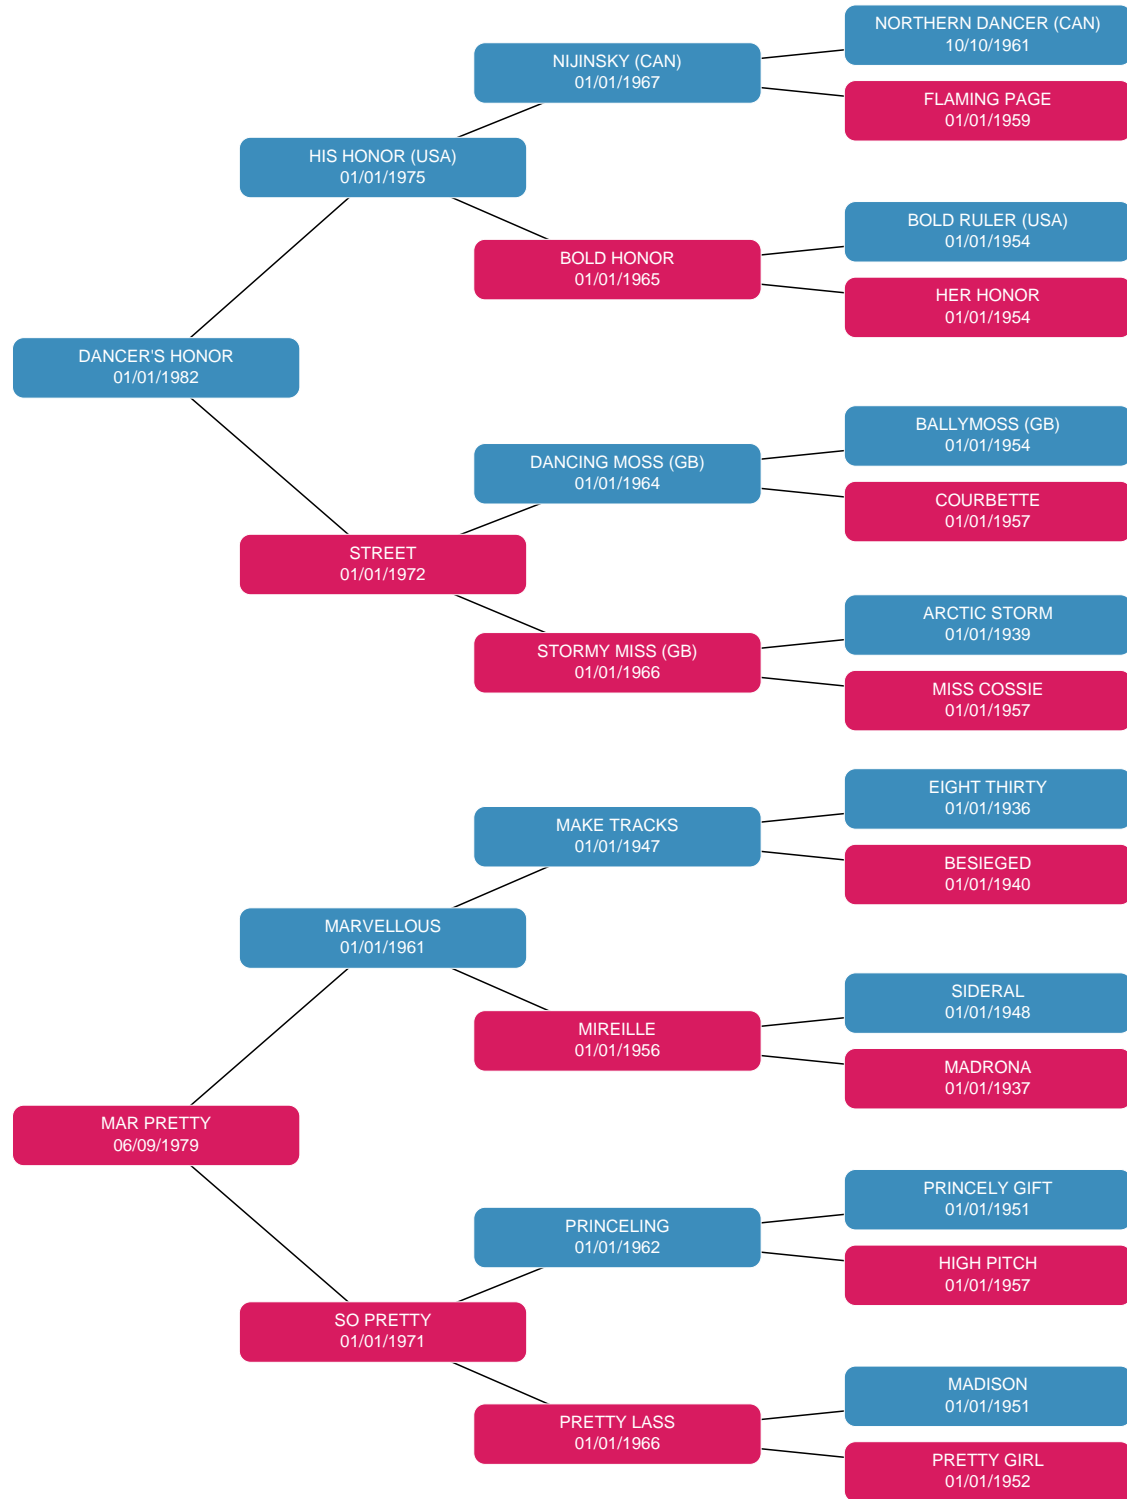 NORTHERN DANCER (CAN)
10/10/1961
NIJINSKY (CAN)
01/01/1967
FLAMING PAGE
01/01/1959
HIS HONOR (USA)
01/01/1975
BOLD RULER (USA)
01/01/1954
BOLD HONOR
01/01/1965
HER HONOR
01/01/1954
DANCER'S HONOR
01/01/1982
BALLYMOSS (GB)
01/01/1954
DANCING MOSS (GB)
01/01/1964
COURBETTE
01/01/1957
STREET
01/01/1972
ARCTIC STORM
01/01/1939
STORMY MISS (GB)
01/01/1966
MISS COSSIE
01/01/1957
EIGHT THIRTY
01/01/1936
MAKE TRACKS
01/01/1947
BESIEGED
01/01/1940
MARVELLOUS
01/01/1961
SIDERAL
01/01/1948
MIREILLE
01/01/1956
MADRONA
01/01/1937
MAR PRETTY
06/09/1979
PRINCELY GIFT
01/01/1951
PRINCELING
01/01/1962
HIGH PITCH
01/01/1957
SO PRETTY
01/01/1971
MADISON
01/01/1951
PRETTY LASS
01/01/1966
PRETTY GIRL
01/01/1952